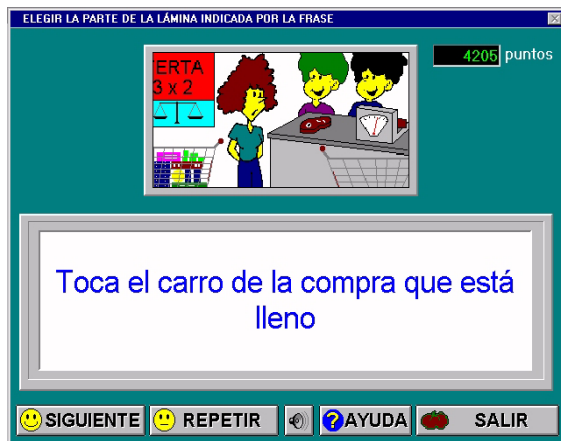 ELEGIR LA PARTE DE LA LÁMINA INDICADA POR LA FRASE
4205 puntos
ERTA
3 x 2
Toca el carro de la compra que está
lleno
SIGUIENTE
REPETIR
?AYUDA
SALIR